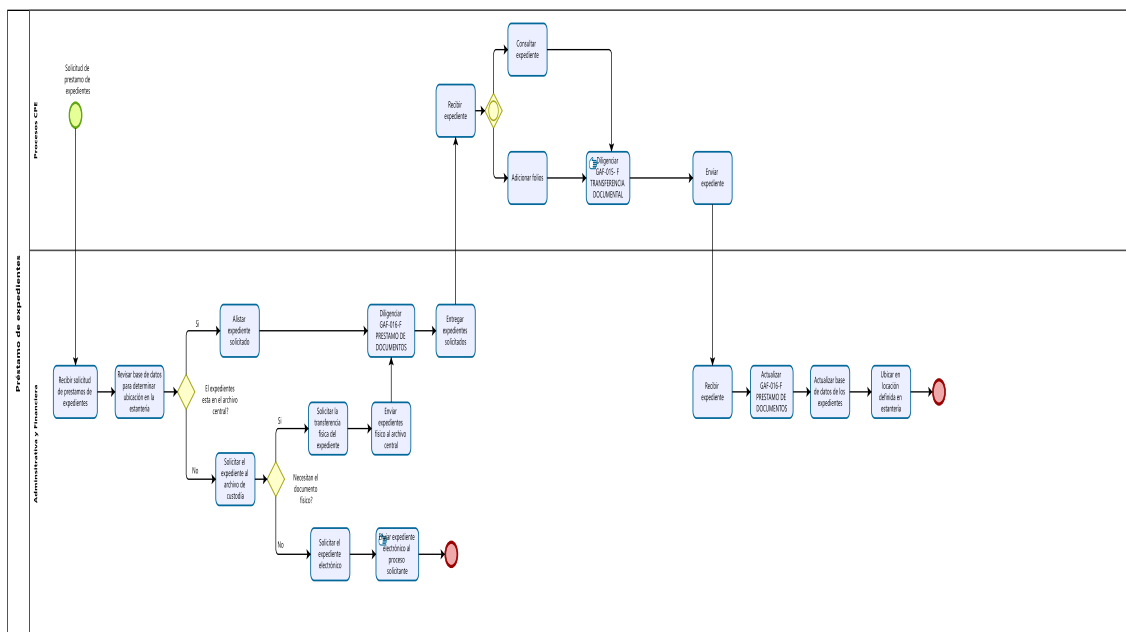 Préstamo de expedientes
Procesos CPE
Solicitud de
prestamo de
expedientes
Consultar
expediente
Recibir
expediente
Adicionar folios
Diligenciar
GAF-015- F
TRANSFERENCIA
DOCUMENTAL
Enviar
expediente
Adminsitrativa y Financiera
Recibir solicitud
de prestamos de
expedientes
Revisar base de datos
para determinar
ubicación en la
estantería
El expedientes
esta en el archivo
central?
Si
Alistar
expediente
solicitado
Diligenciar
GAF-016-F
PRESTAMO DE
DOCUMENTOS
Entregar
expedientes
solicitados
No
Solicitar el
expediente al
archivo de
custodia
Necesitan el
documento
físico?
Si
Solicitar la
transferencia
física del
expediente
Enviar
expedientes
físico al archivo
central
No
Solicitar el
expediente
electrónico
Enviar expediente
electrónico al
proceso
solicitante
Recibir
expediente
Actualizar
GAF-016-F
PRESTAMO DE
DOCUMENTOS
Actualizar base
de datos de los
expedientes
Ubicar en
locación
definida en
estantería